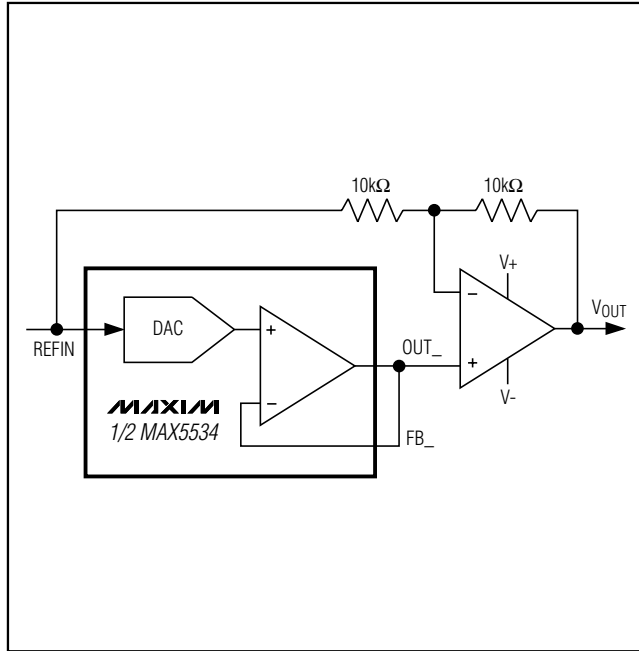 10kΩ 10kΩ
V+
DAC
REFIN
+
−
−
+
OUT_
VOUT
MAXIM
1/2 MAX5534
FB_
V-